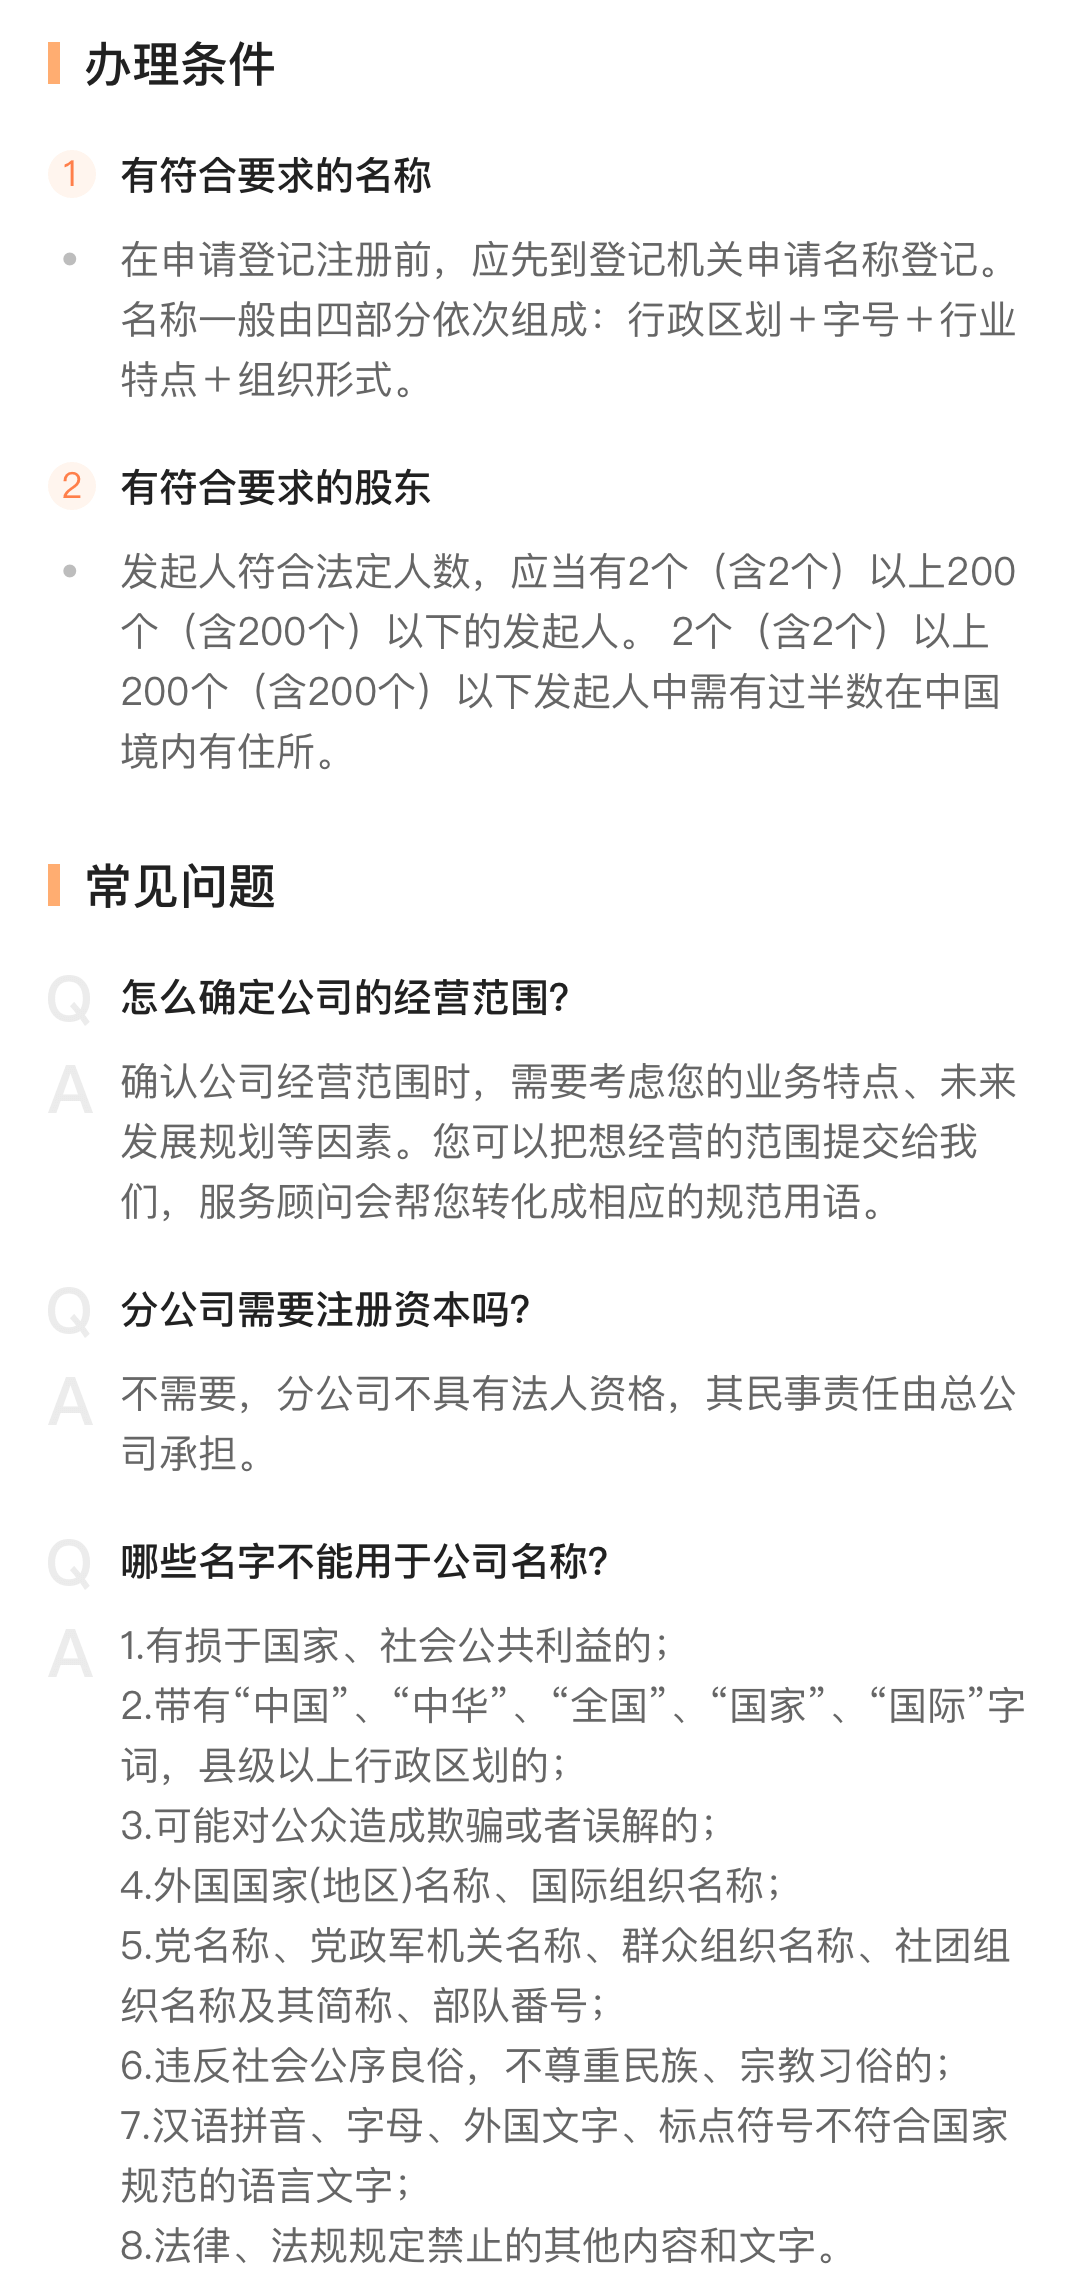 办理条件
1 有符合要求的名称
• 在申请登记注册前，应先到登记机关申请名称登记。
名称一般由四部分依次组成：行政区划＋字号＋行业
特点＋组织形式。
2 有符合要求的股东
• 发起人符合法定人数，应当有2个（含2个）以上200
个（含200个）以下的发起人。 2个（含2个）以上
200个（含200个）以下发起人中需有过半数在中国
境内有住所。
常见问题
Q 怎么确定公司的经营范围?
A 确认公司经营范围时，需要考虑您的业务特点、未来
发展规划等因素。您可以把想经营的范围提交给我
们，服务顾问会帮您转化成相应的规范用语。
Q 分公司需要注册资本吗?
A 不需要，分公司不具有法人资格，其民事责任由总公
司承担。
Q 哪些名字不能用于公司名称?
A 1.有损于国家、社会公共利益的；
2.带有“中国”、“中华”、“全国”、“国家”、“国际”字
词，县级以上行政区划的；
3.可能对公众造成欺骗或者误解的；
4.外国国家(地区)名称、国际组织名称；
5.党名称、党政军机关名称、群众组织名称、社团组
织名称及其简称、部队番号；
6.违反社会公序良俗，不尊重民族、宗教习俗的；
7.汉语拼音、字母、外国文字、标点符号不符合国家
规范的语言文字；
8.法律、法规规定禁止的其他内容和文字。